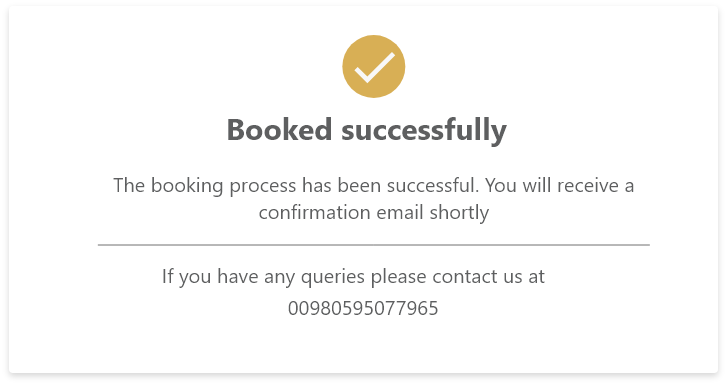 Booked successfully
The booking process has been successful. You will receive a
confirmation email shortly
If you have any queries please contact us at
00980595077965